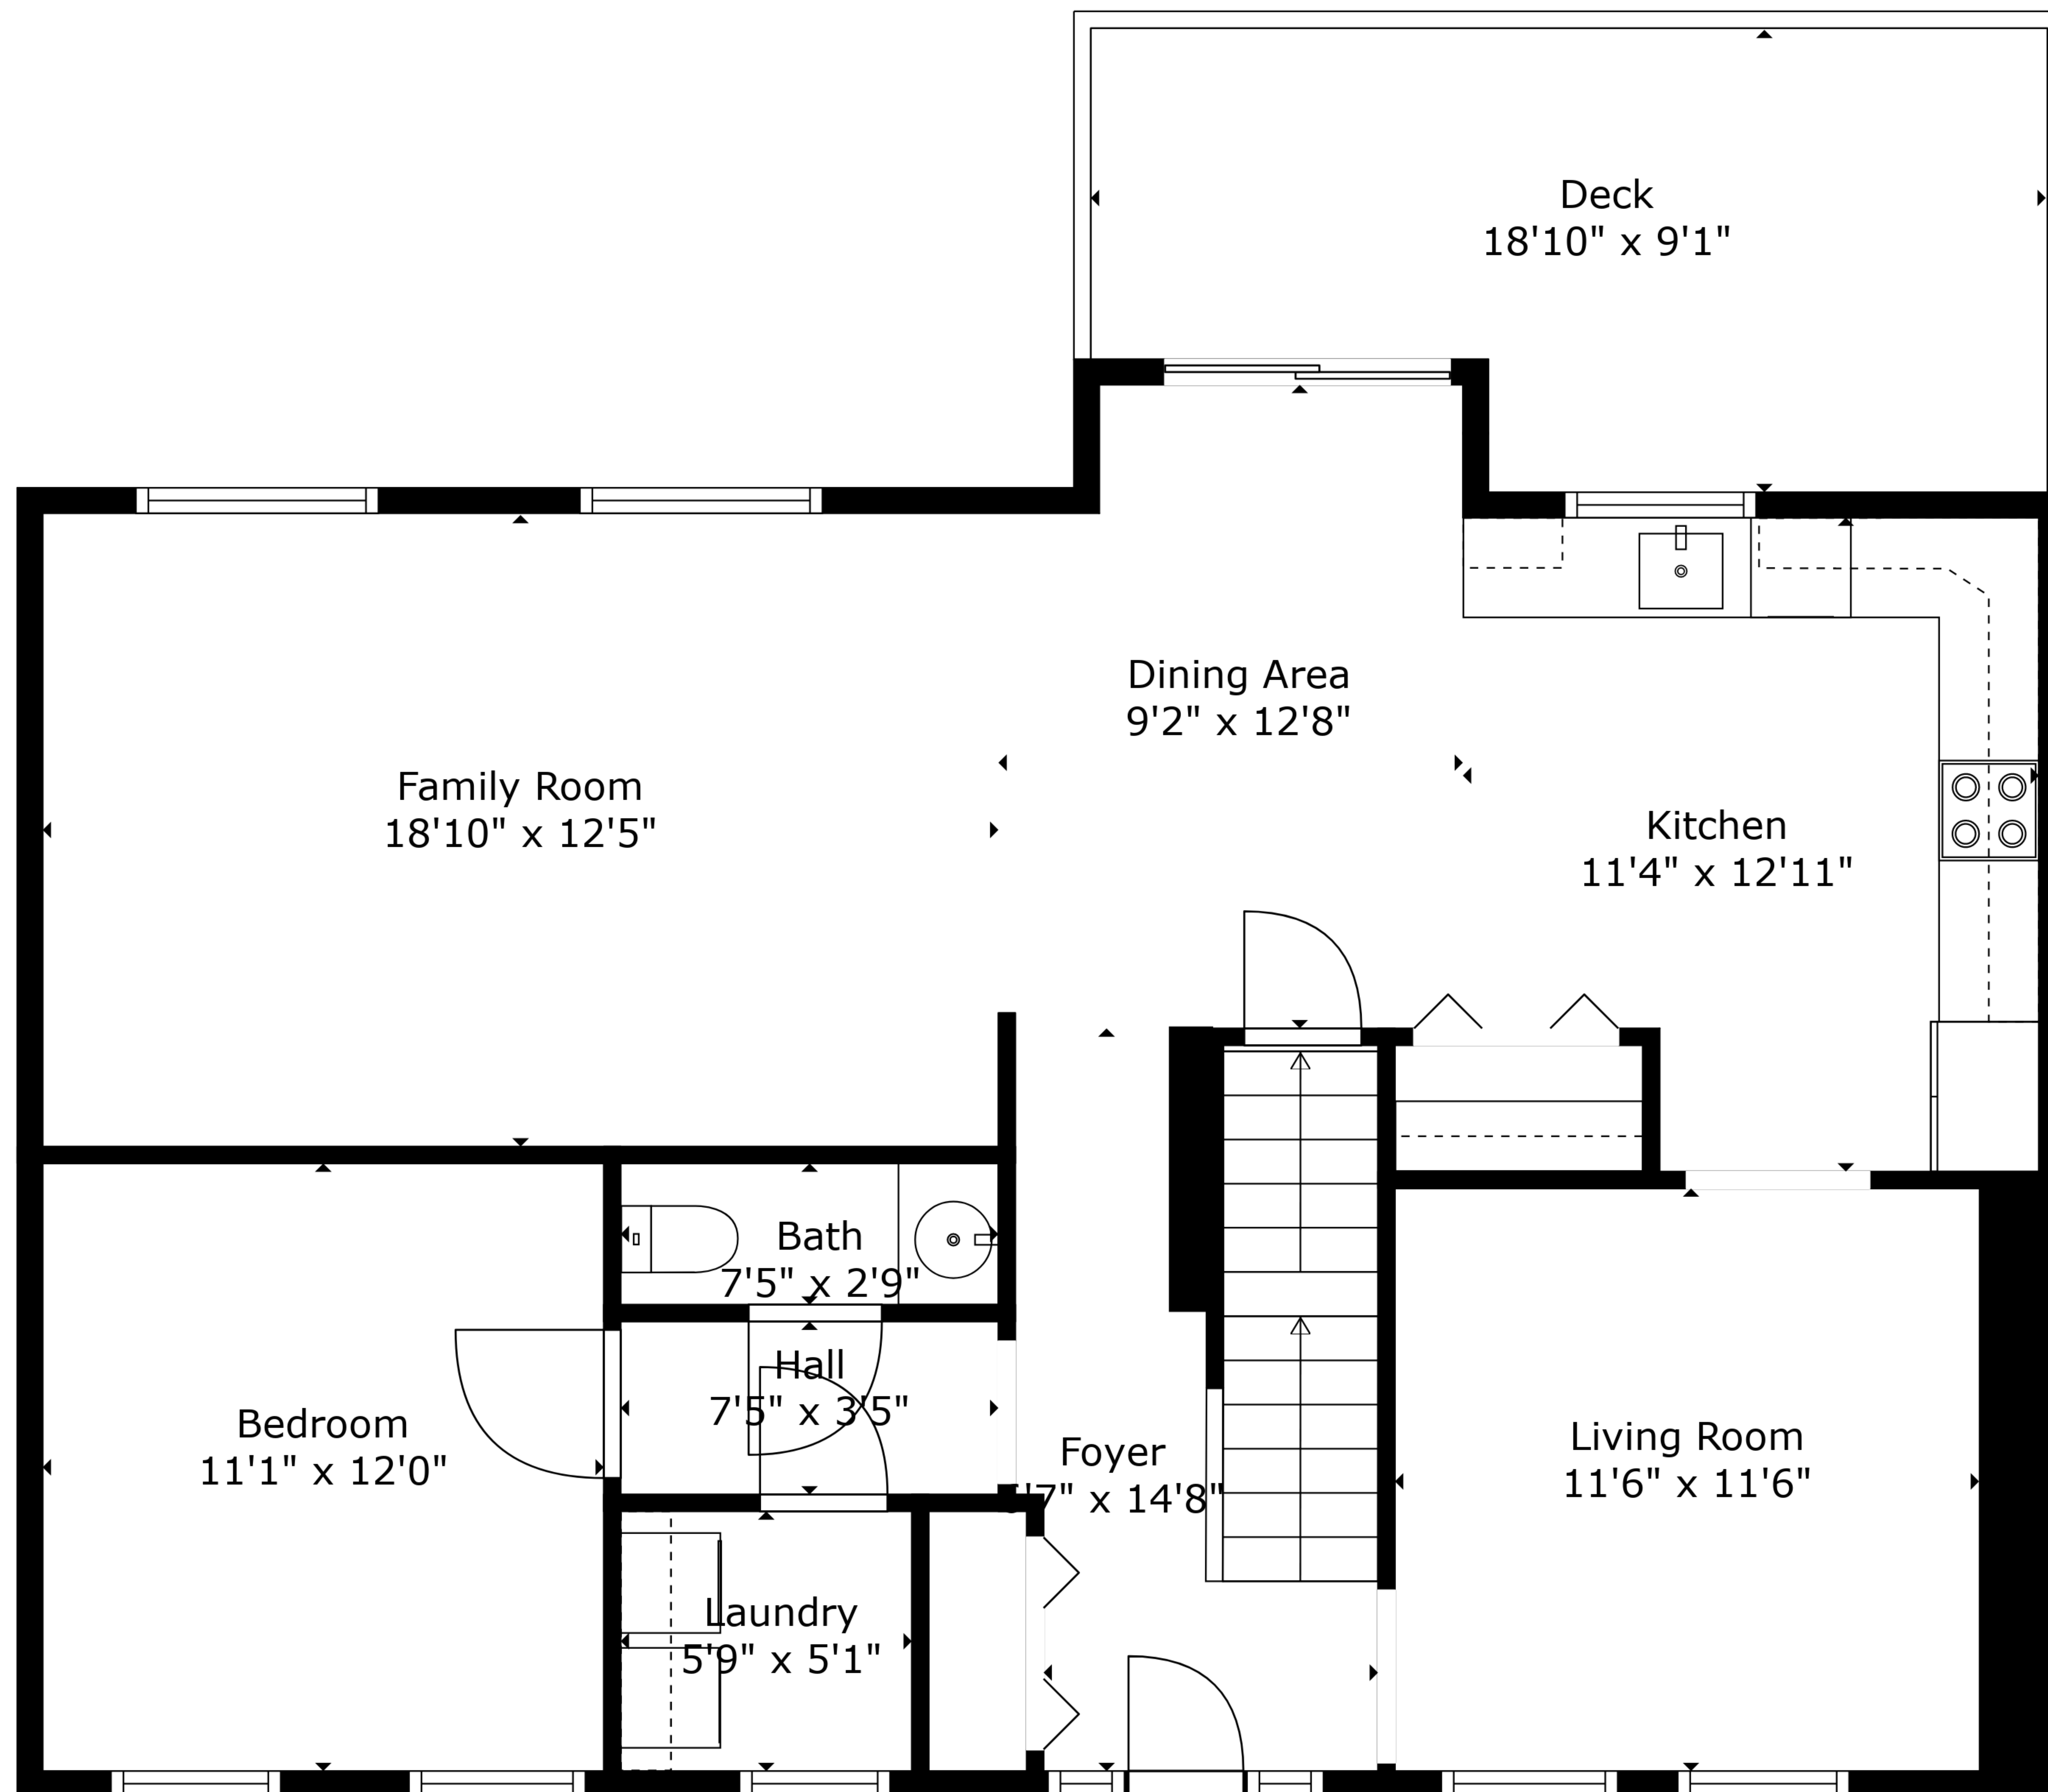 Deck
18'10" x 9'1"
Dining Area
9'2" x 12'8"
Family Room
18'10" x 12'5"
Kitchen
11'4" x 12'11"
Bath
7'5" x 2'9"
Hall
7'5" x 3'5"
Bedroom
11'1" x 12'0"
Foyer
x 14'8"
Living Room
11'6" x 11'6"
Laundry
5'9" x 5'1"